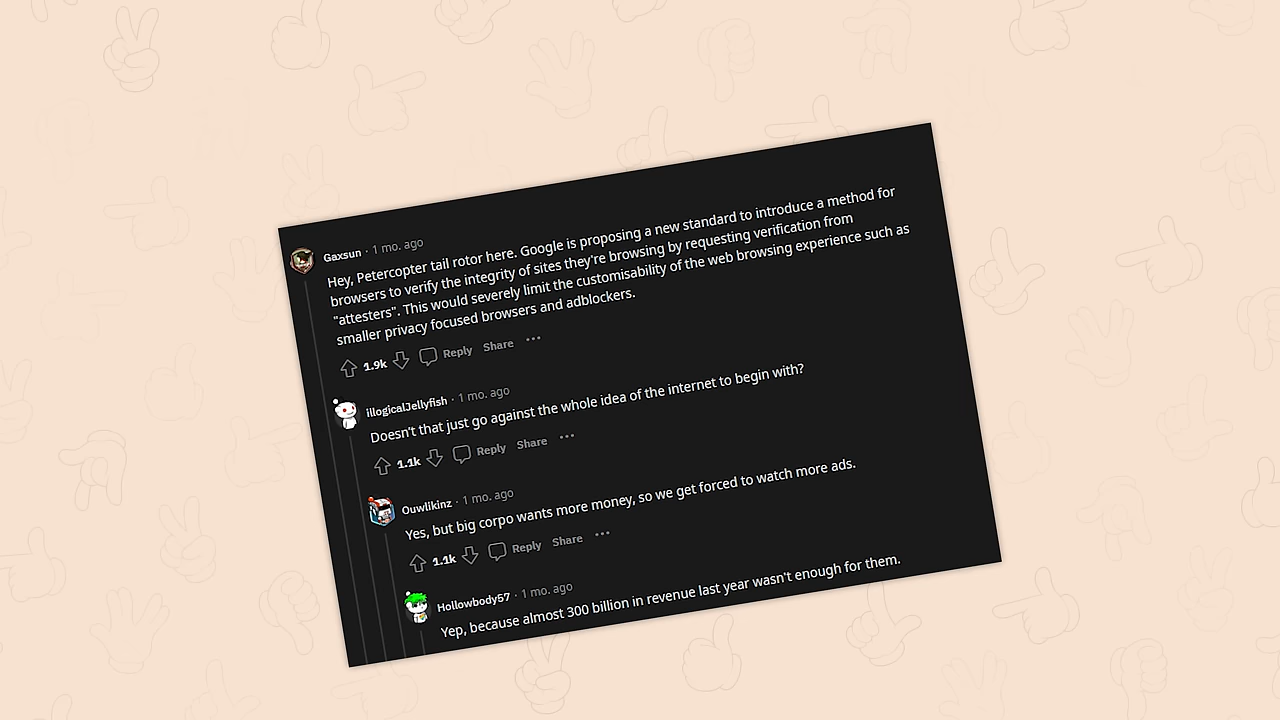 Gaxsun · 1 mo. ago
Hey, Petercopter tail rotor here. Google is proposing a new standard to introduce a method for
browsers to verify the integrity of sites they're browsing by requesting verification from
"attesters". This would severely limit the customisability of the web browsing experience such as
smaller privacy focused browsers and adblockers.
1.9k Reply Share ...
illogicalJellyfish · 1 mo. ago
Doesn't that just go against the whole idea of the internet to begin with?
1.1k Reply Share ...
Ouwlikinz · 1 mo. ago
Yes, but big corpo wants more money, so we get forced to watch more ads.
1.1k Reply Share ...
Hollowbody57 · 1 mo. ago
Yep, because almost 300 billion in revenue last year wasn't enough for them.